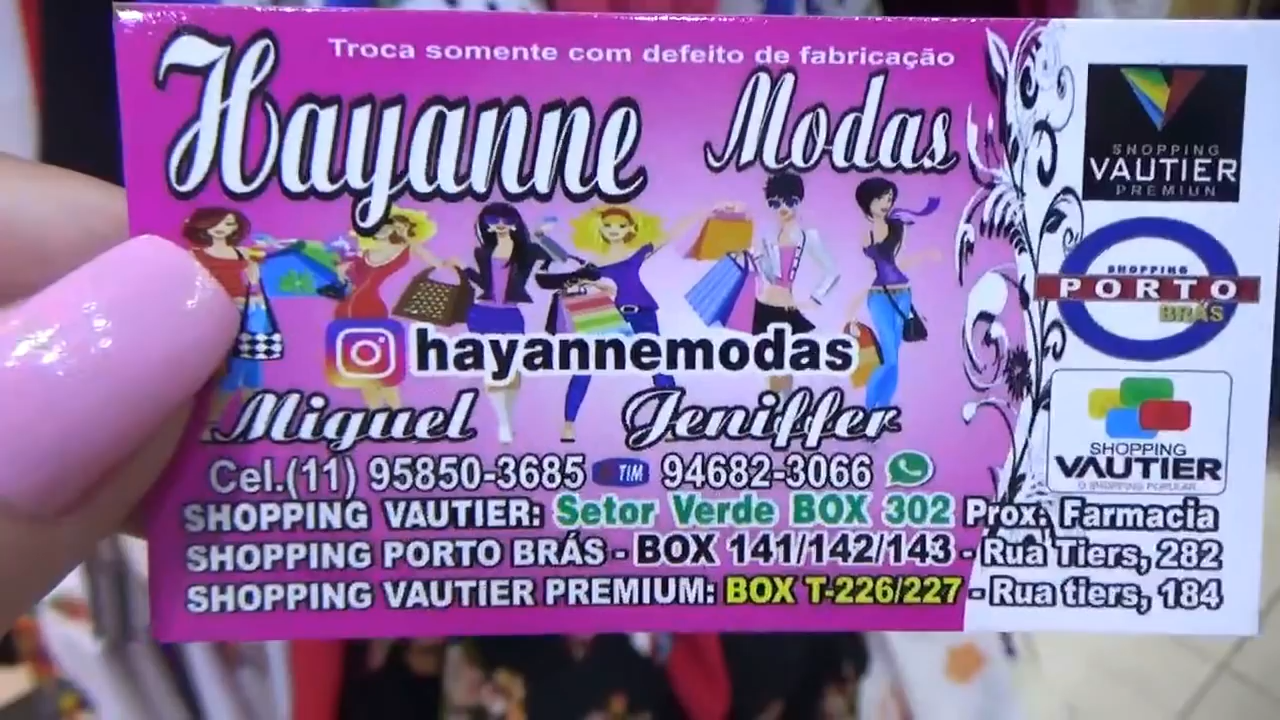 Troca somente com defeito de fabricação
Hayanne Modas
hayannemodas
Miguel Jeniffer
Cel.(11) 95850-3685 TIM 94682-3066
SHOPPING VAUTIER: Setor Verde BOX 302 Prox. Farmacia
SHOPPING PORTO BRÁS - BOX 141/142/143 - Rua Tiers, 282
SHOPPING VAUTIER PREMIUM: BOX T-226/227 - Rua tiers, 184
SHOPPING
VAUTIER
PREMIUN
SHOPPING
PORTO
BRÁS
SHOPPING
VAUTIER
O SHOPPING POPULAR